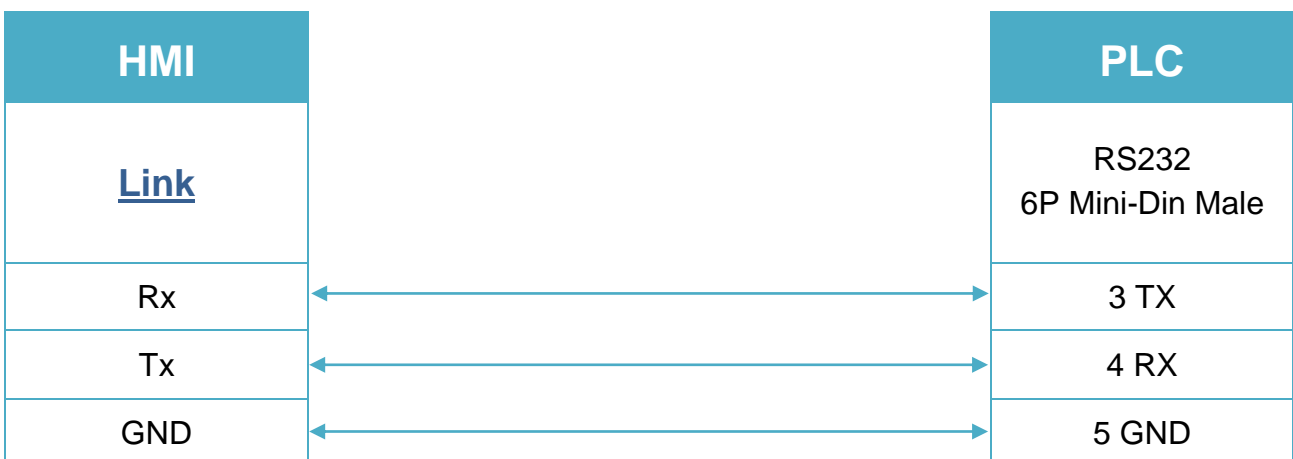 HMI PLC
Link
RS232
6P Mini-Din Male
Rx 3 TX
Tx 4 RX
GND 5 GND